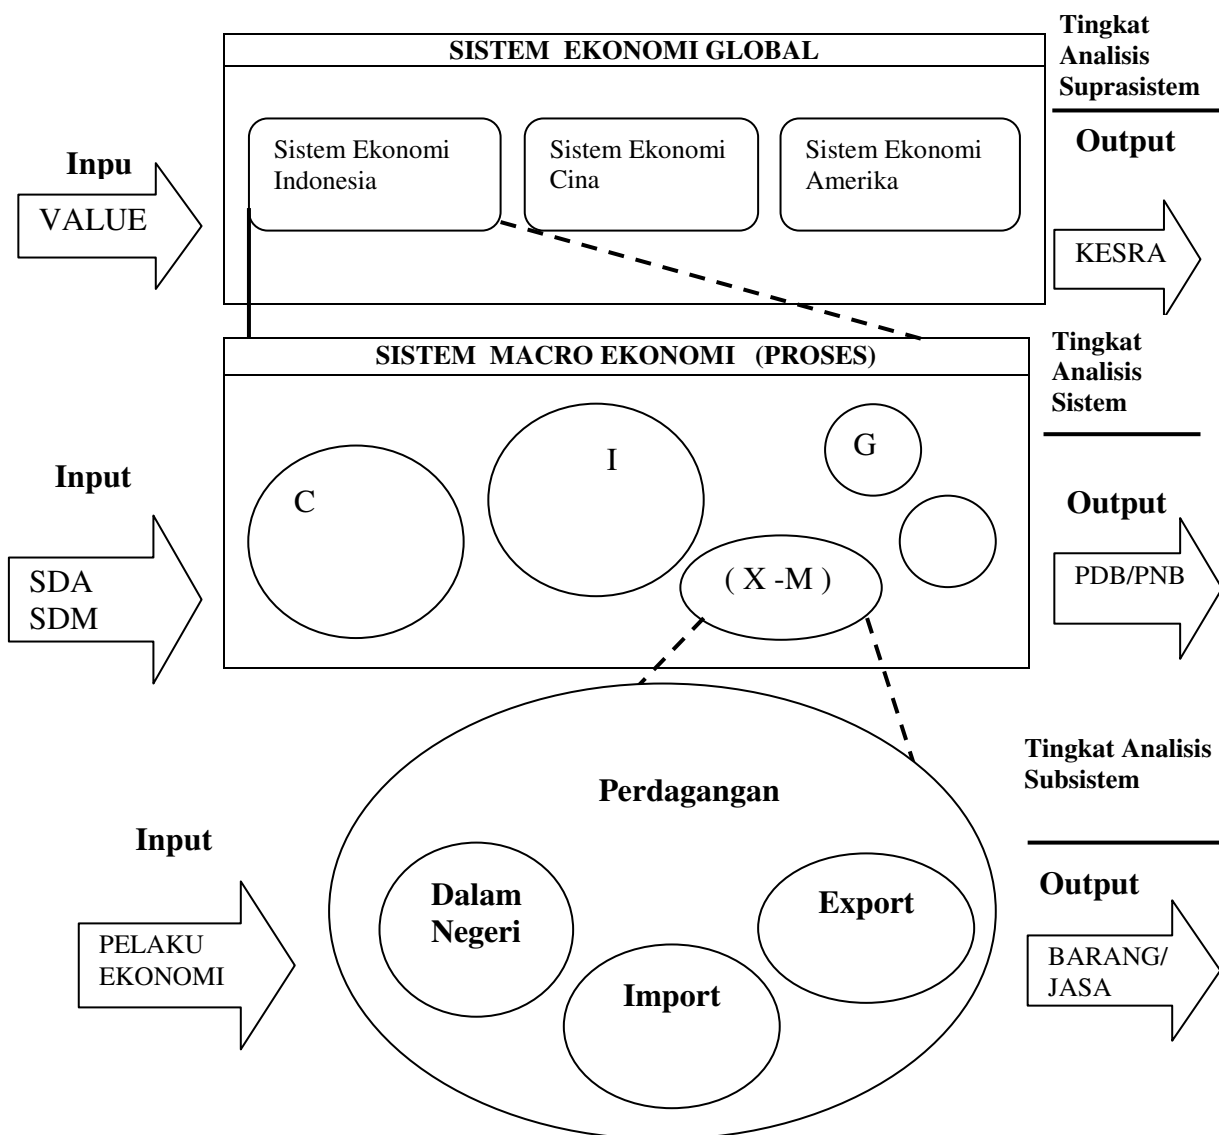 Tingkat
Analisis
Suprasistem
SISTEM EKONOMI GLOBAL
Output
Inpu
Sistem Ekonomi
Indonesia
Sistem Ekonomi
Cina
Sistem Ekonomi
Amerika
VALUE
KESRA
SISTEM MACRO EKONOMI (PROSES)
Tingkat
Analisis
Sistem
Input
C
I
G
Output
( X -M )
SDA
SDM
PDB/PNB
Tingkat Analisis
Subsistem
Perdagangan
Input
Dalam
Negeri
Export
Output
PELAKU
EKONOMI
Import
BARANG/
JASA